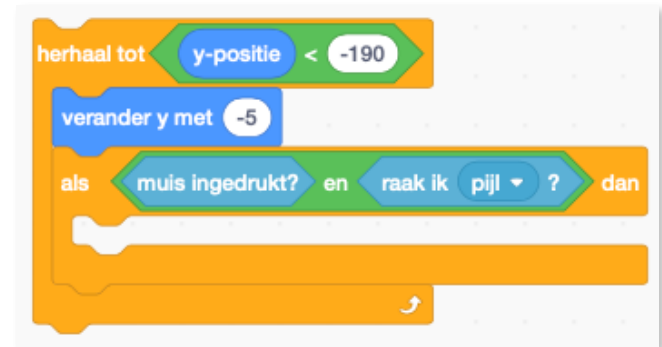 herhaal tot y-positie < -190
verander y met -5
als muis ingedrukt? en raak ik pijl ? dan